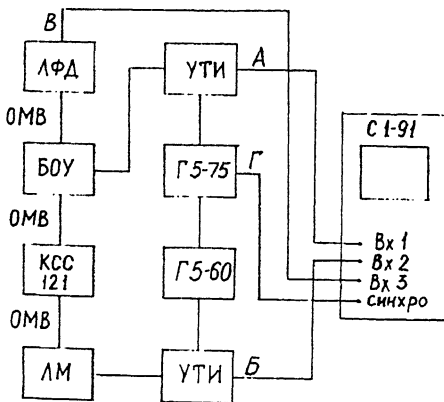 В
ЛФД
УТИ
А
ОМВ
С1-91
БОУ
Г5-75
Г
ОМВ
Вх 1
Вх 2
КСС
121
Г5-60
Вх 3
синхро
ОМВ
ЛМ
УТИ
Б